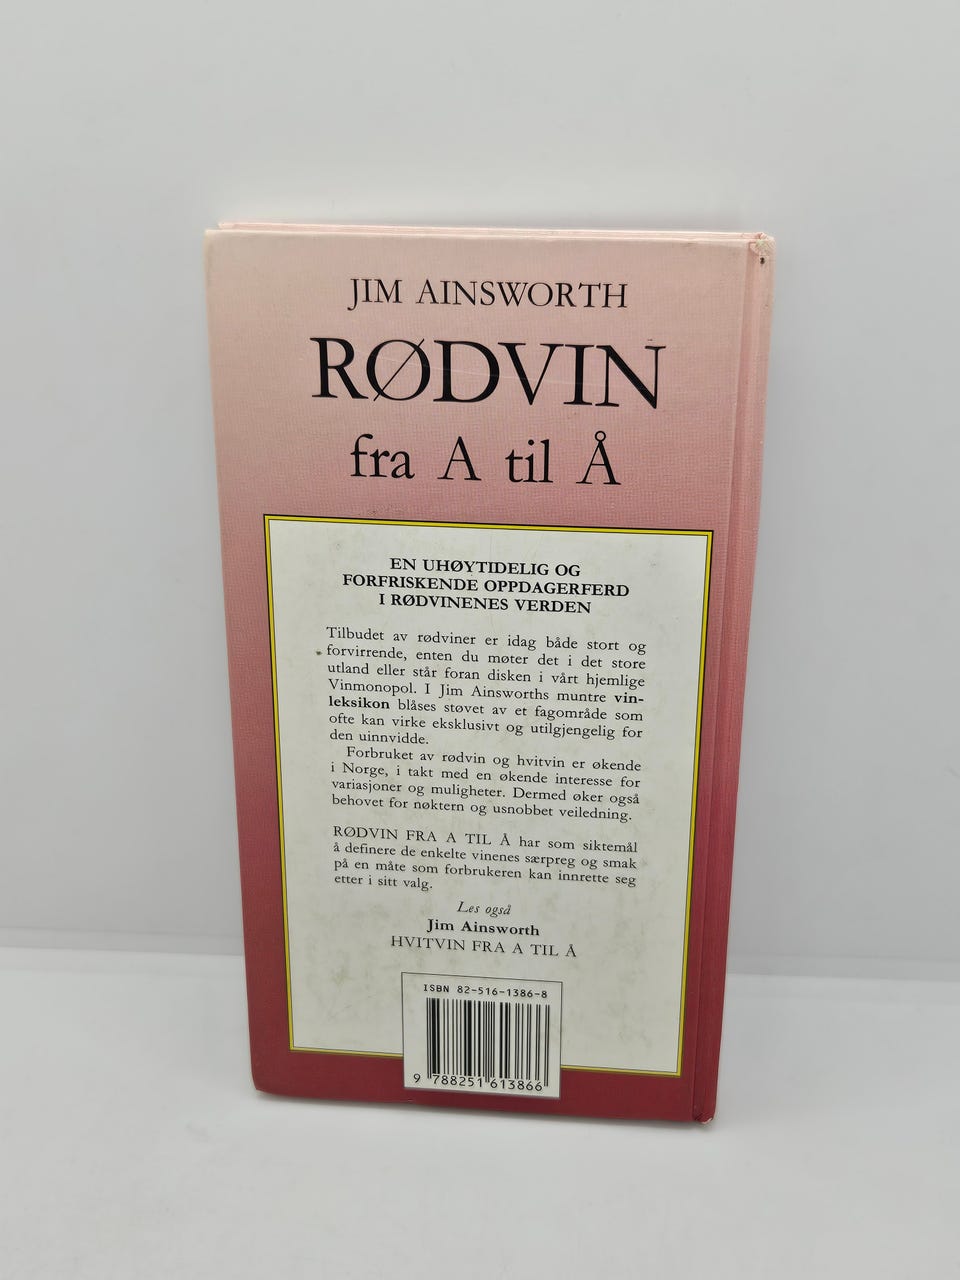 JIM AINSWORTH
RØDVIN
fra A til Å
EN UHØYTIDELIG OG
FORFRISKENDE OPPDAGERFERD
I RØDVINENES VERDEN
Tilbudet av rødviner er idag både stort og
forvirrende, enten du møter det i det store
utland eller står foran disken i vårt hjemlige
Vinmonopol. I Jim Ainsworths muntre vin-
leksikon blåses støvet av et fagområde som
ofte kan virke eksklusivt og utilgjengelig for
den uinnvidde.
Forbruket av rødvin og hvitvin er økende
i Norge, i takt med en økende interesse for
variasjoner og muligheter. Dermed øker også
behovet for nøktern og usnobbet veiledning.
RØDVIN FRA A TIL Å har som siktemål
å definere de enkelte vinenes særpreg og smak
på en måte som forbrukeren kan innrette seg
etter i sitt valg.
Les også
Jim Ainsworth
HVITVIN FRA A TIL Å
ISBN 82-516-1386-8
9 788251 613866